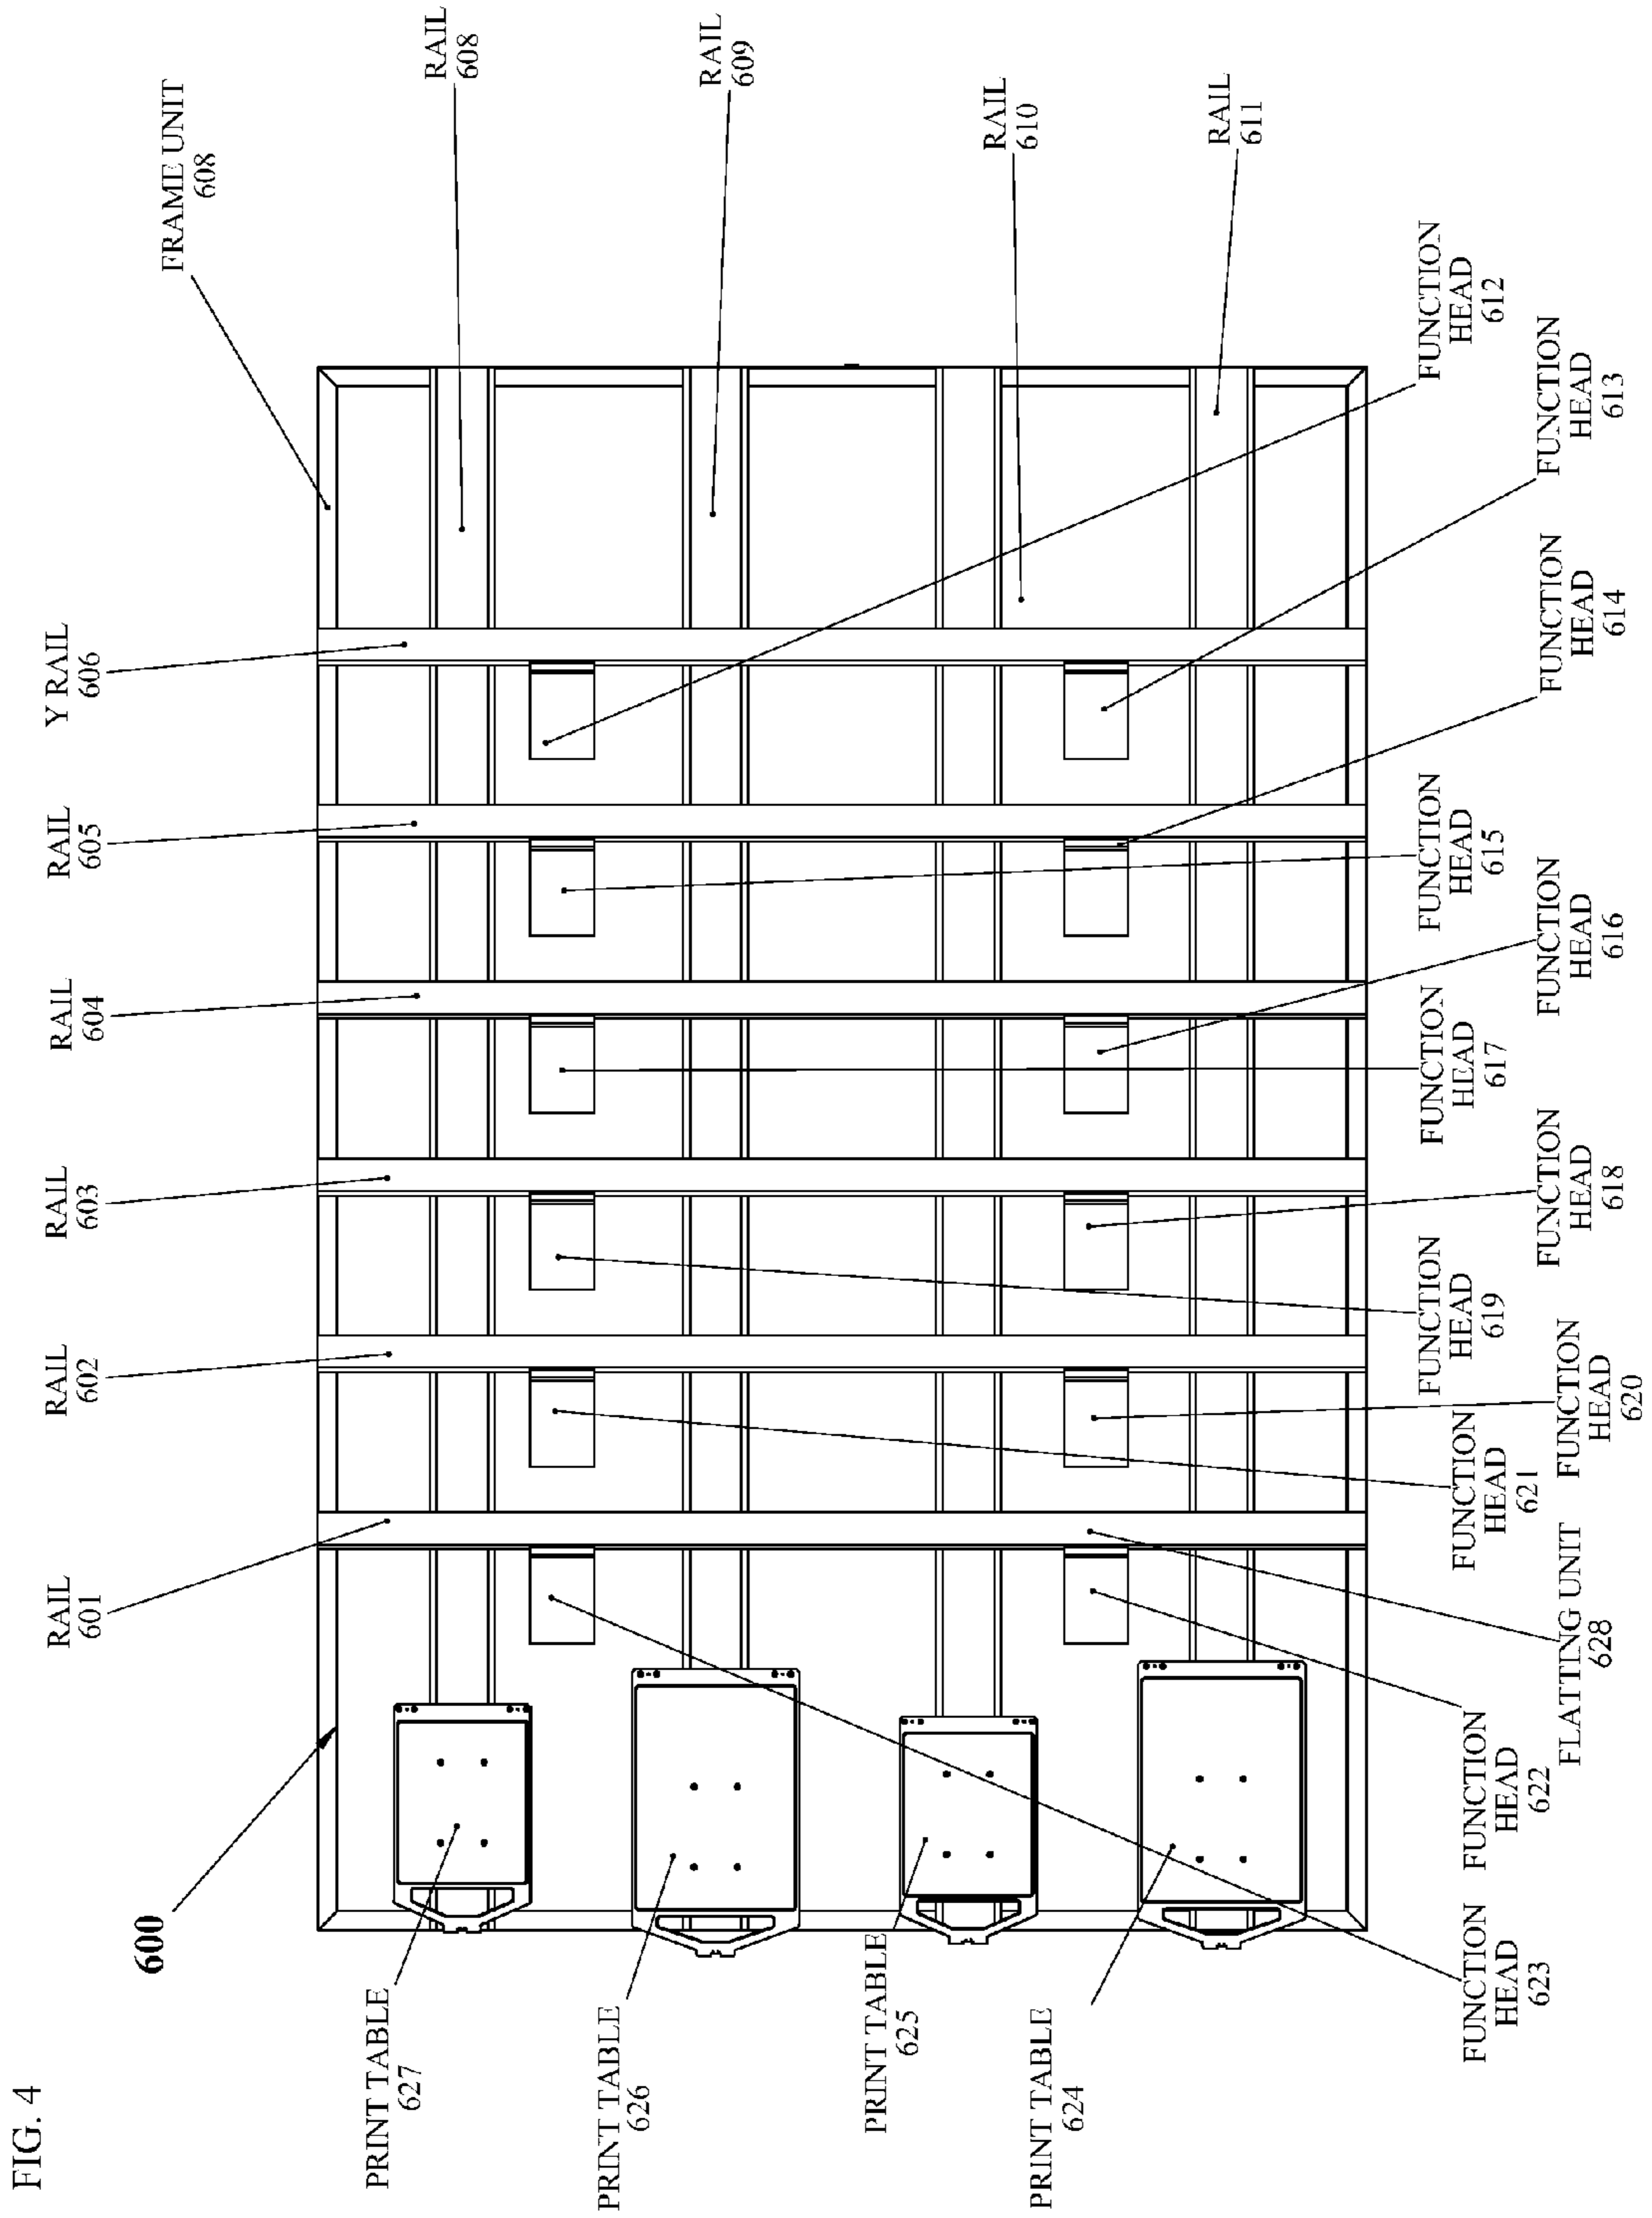 FIG. 4
600
RAIL
601
RAIL
602
RAIL
603
RAIL
604
RAIL
605
Y RAIL
606
FRAME UNIT
608
RAIL
608
RAIL
609
RAIL
610
RAIL
611
PRINT TABLE
627
PRINT TABLE
626
PRINT TABLE
625
PRINT TABLE
624
FUNCTION
HEAD
623
FUNCTION
HEAD
622
FLATTING UNIT
628
FUNCTION
HEAD
621
FUNCTION
HEAD
620
FUNCTION
HEAD
619
FUNCTION
HEAD
618
FUNCTION
HEAD
617
FUNCTION
HEAD
616
FUNCTION
HEAD
615
FUNCTION
HEAD
614
FUNCTION
HEAD
613
FUNCTION
HEAD
612